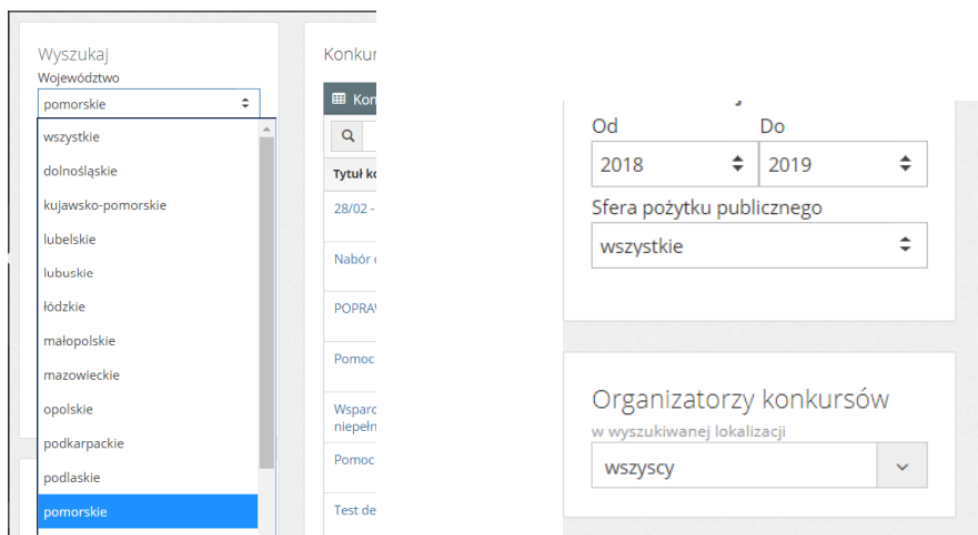 Wyszukaj
Województwo
pomorskie
wszystkie
dolnośląskie
kujawsko-pomorskie
lubelskie
lubuskie
łódzkie
małopolskie
mazowieckie
opolskie
podkarpackie
podlaskie
pomorskie
Konkur
Kon
Tytuł ko
28/02 -
Nabór
POPRAW
Pomoc
Wsparc
niepełn
Pomoc
Test de
Od Do
2018 2019
Sfera pożytku publicznego
wszystkie
Organizatorzy konkursów
w wyszukiwanej lokalizacji
wszyscy